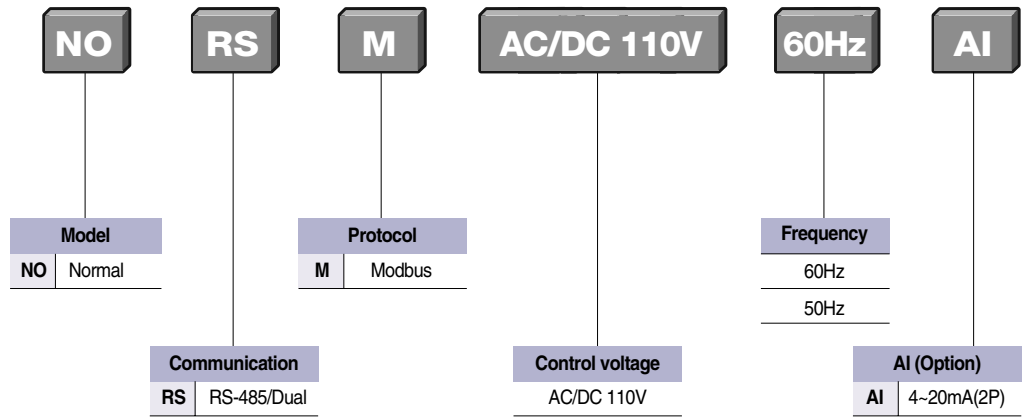 NO RS M AC/DC 110V 60Hz AI
Model
NO Normal
Protocol
M Modbus
Frequency
60Hz
50Hz
Communication
RS RS-485/Dual
Control voltage
AC/DC 110V
AI (Option)
AI 4~20mA(2P)